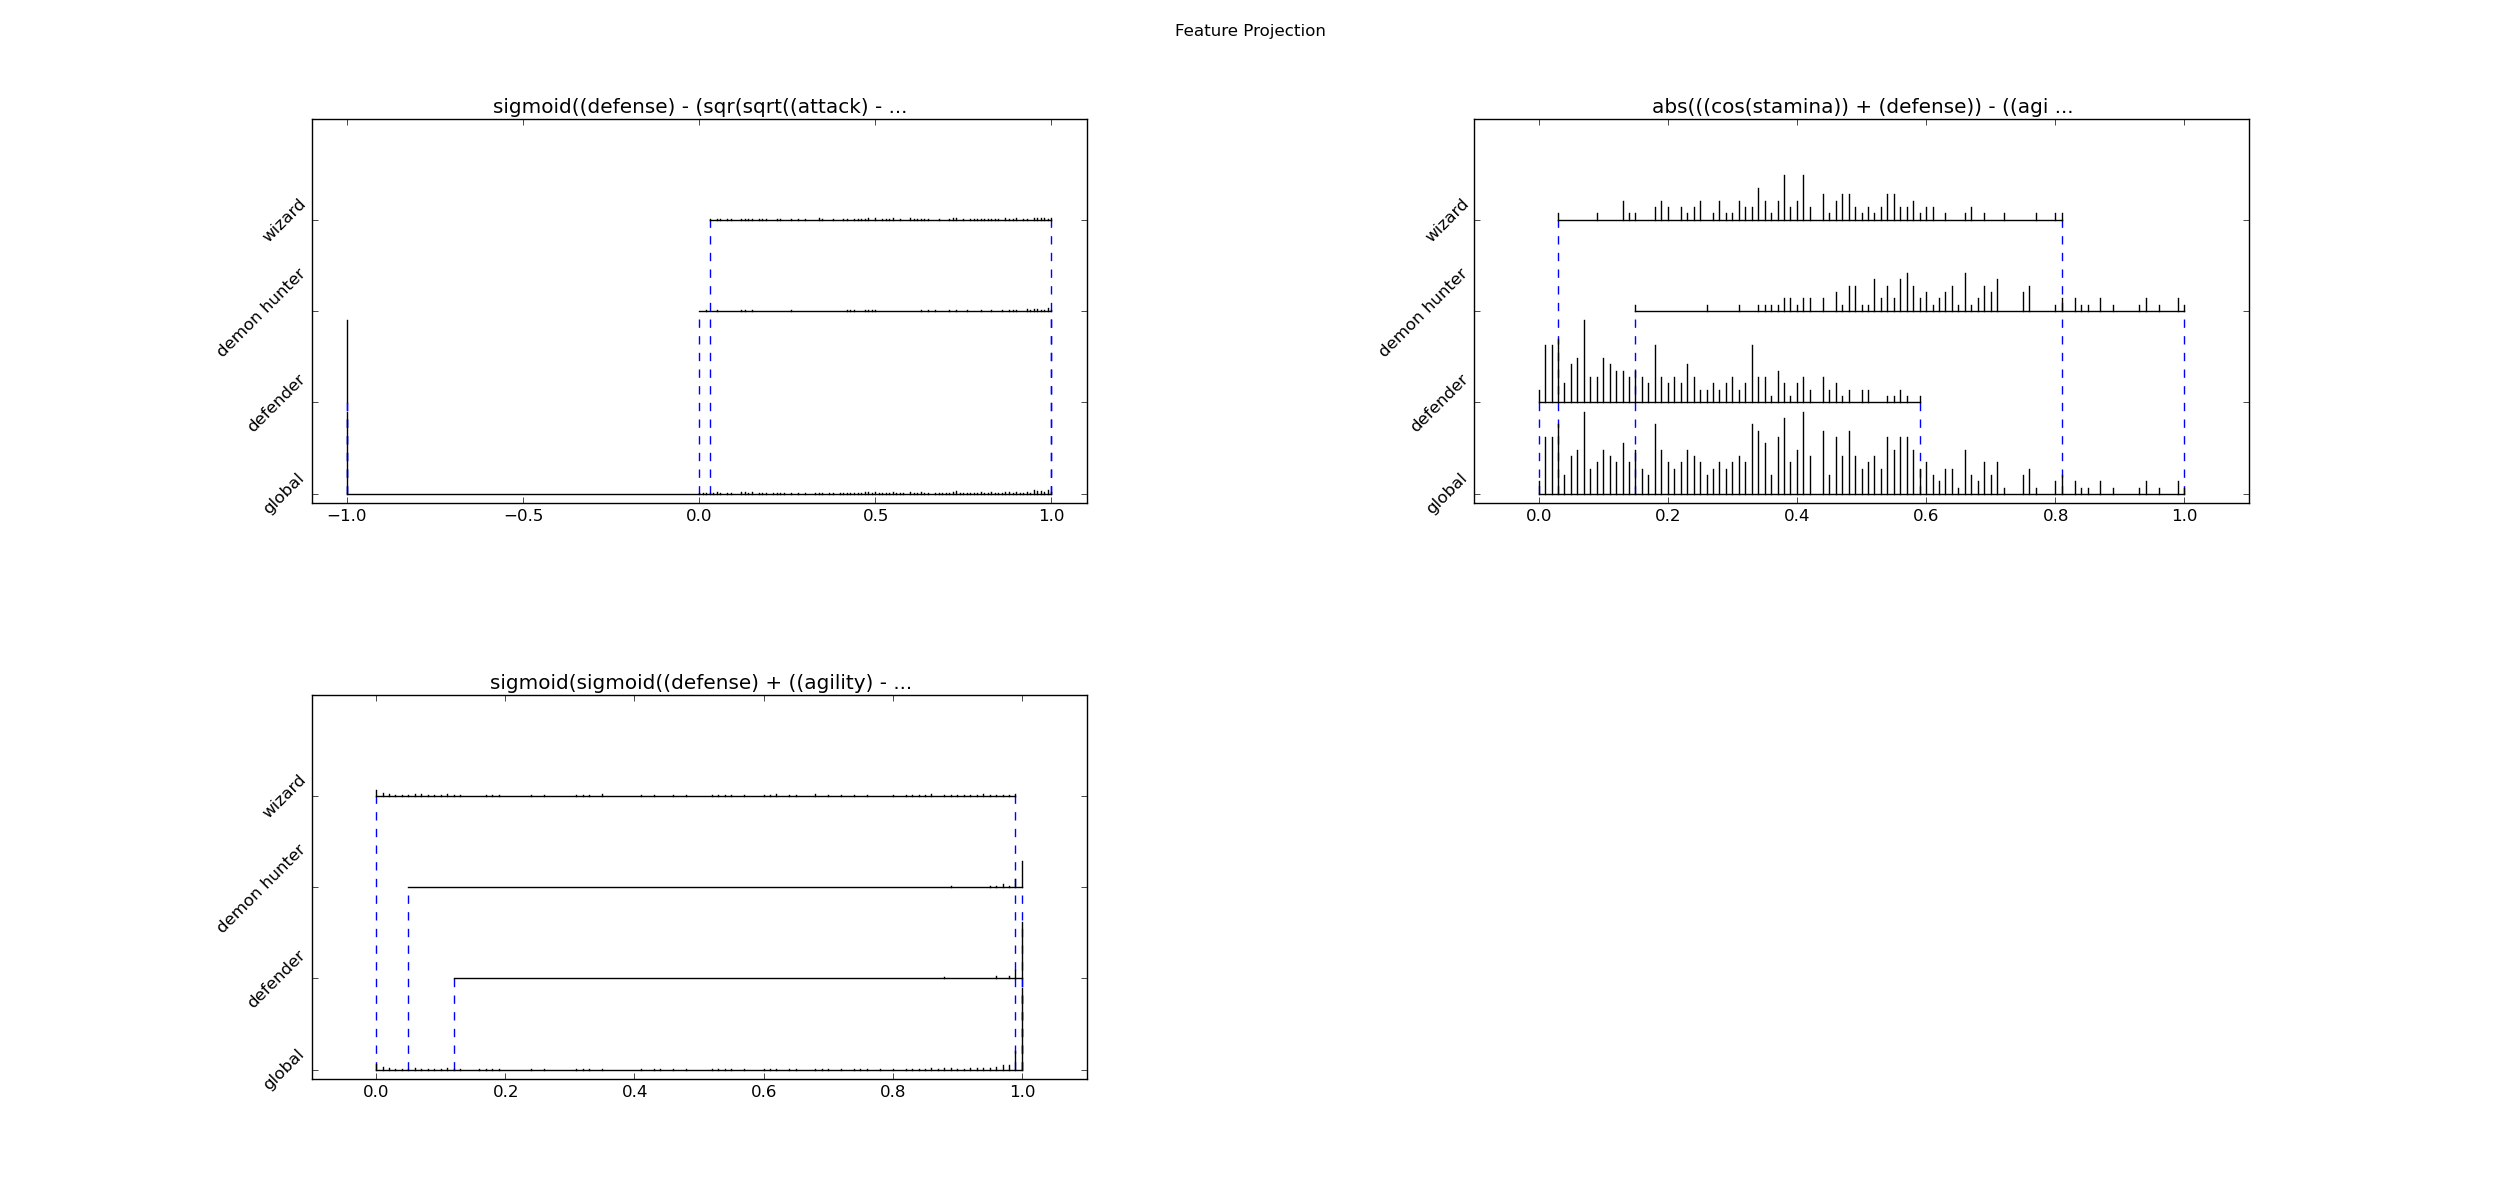 Feature Projection
sigmoid((defense) - (sqr(sqrt((attack) - ...
wizard
demon hunter
defender
global
−1.0 −0.5 0.0 0.5 1.0
abs(((cos(stamina)) + (defense)) - ((agi ...
wizard
demon hunter
defender
global
0.0 0.2 0.4 0.6 0.8 1.0
sigmoid(sigmoid((defense) + ((agility) - ...
wizard
demon hunter
defender
global
0.0 0.2 0.4 0.6 0.8 1.0